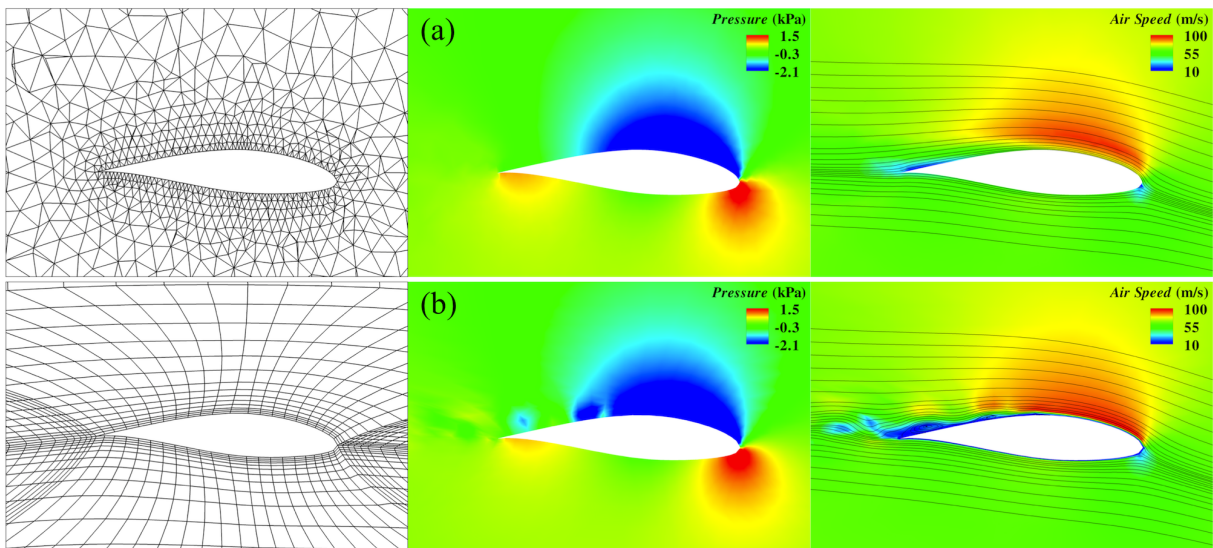 (a)
Pressure (kPa)
1.5
-0.3
-2.1
Air Speed (m/s)
100
55
10
(b)
Pressure (kPa)
1.5
-0.3
-2.1
Air Speed (m/s)
100
55
10